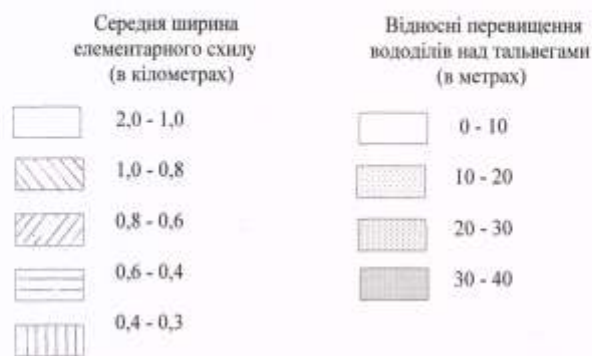 Середня ширина
елементарного схилу
(в кілометрах)
2,0 - 1,0
1,0 - 0,8
0,8 - 0,6
0,6 - 0,4
0,4 - 0,3
Відносні перевищення
вододілів над тальвегами
(в метрах)
0 - 10
10 - 20
20 - 30
30 - 40